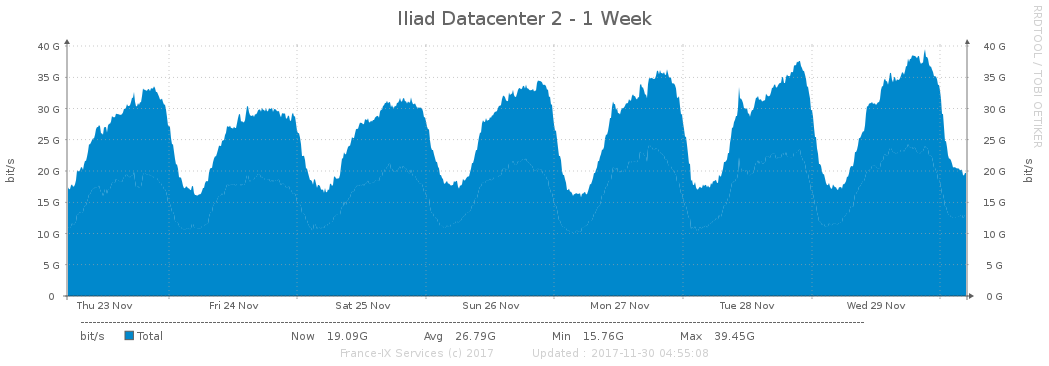 Iliad Datacenter 2 - 1 Week
RRDTOOL / TOBI OETIKER
bit/s
40 G
35 G
30 G
25 G
20 G
15 G
10 G
5 G
0
40 G
35 G
30 G
25 G
20 G
15 G
10 G
5 G
0 G
bit/s
Thu 23 Nov Fri 24 Nov Sat 25 Nov Sun 26 Nov Mon 27 Nov Tue 28 Nov Wed 29 Nov
bit/s Total Now 19.09G Avg 26.79G Min 15.76G Max 39.45G
France-IX Services (c) 2017 Updated : 2017-11-30 04:55:08